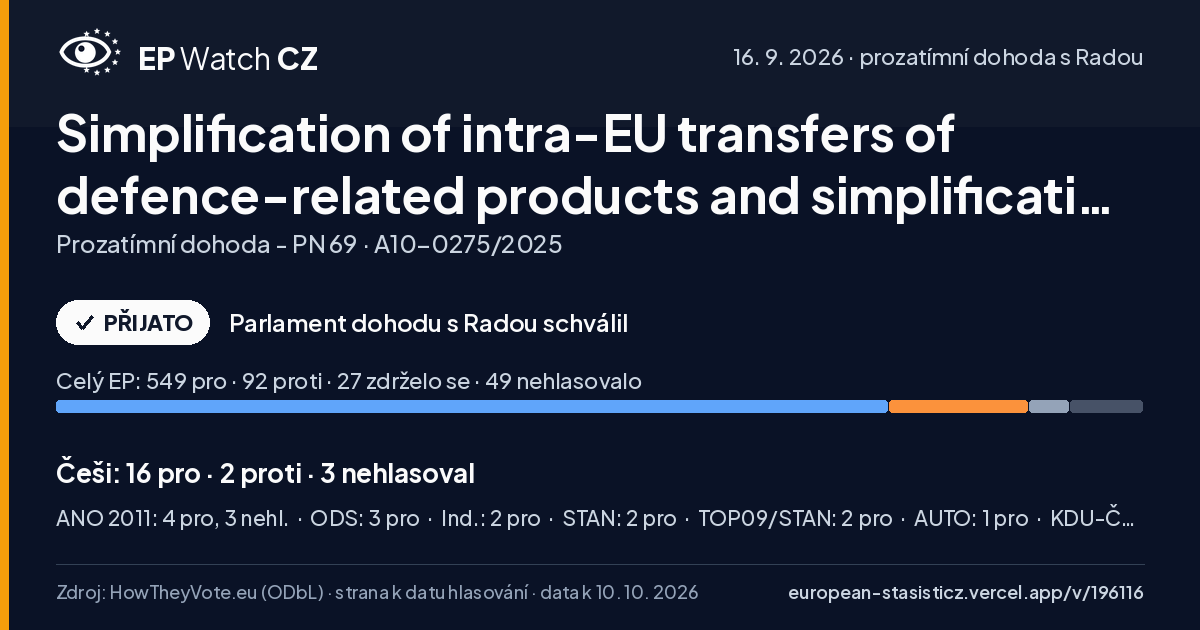 EP Watch CZ
16. 9. 2026 · prozatímní dohoda s Radou
Simplification of intra-EU transfers of
defence-related products and simplificati…
Prozatímní dohoda - PN 69 · A10-0275/2025
✓ PŘIJATO Parlament dohodu s Radou schválil
Celý EP: 549 pro · 92 proti · 27 zdrželo se · 49 nehlasovalo
Češi: 16 pro · 2 proti · 3 nehlasoval
ANO 2011: 4 pro, 3 nehl. · ODS: 3 pro · Ind.: 2 pro · STAN: 2 pro · TOP09/STAN: 2 pro · AUTO: 1 pro · KDU-Č…
Zdroj: HowTheyVote.eu (ODbL) · strana k datu hlasování · data k 10. 10. 2026
european-stasisticz.vercel.app/v/196116